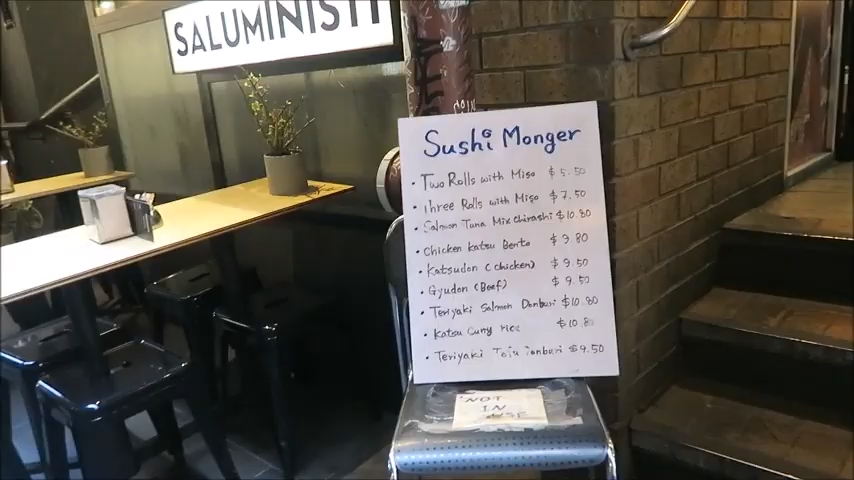 SALUMINISTI
Sushi Monger
• Two Rolls with Miso $5.50
• Three Rolls with Miso $7.50
• Salmon Tuna Mix Chirashi $10.80
• Chicken Katsu Bento $9.80
• Katsudon (Chicken) $9.50
• Gyudon (Beef) $9.50
• Teriyaki Salmon Donburi $10.80
• Katsu Curry rice $10.80
• Teriyaki Tofu Donburi $9.50
NOT
IN
USE